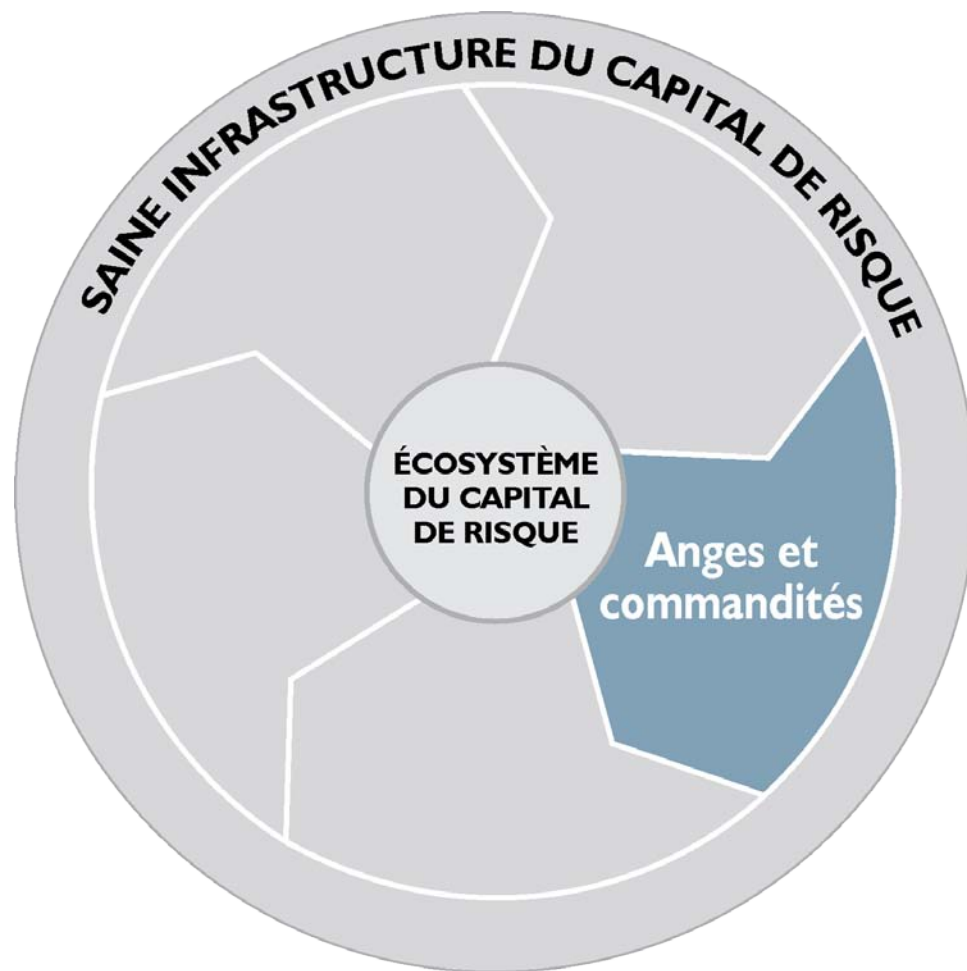 SAINE INFRASTRUCTURE DU CAPITAL DE RISQUE
ÉCOSYSTÈME
DU CAPITAL
DE RISQUE
Anges et
commandités